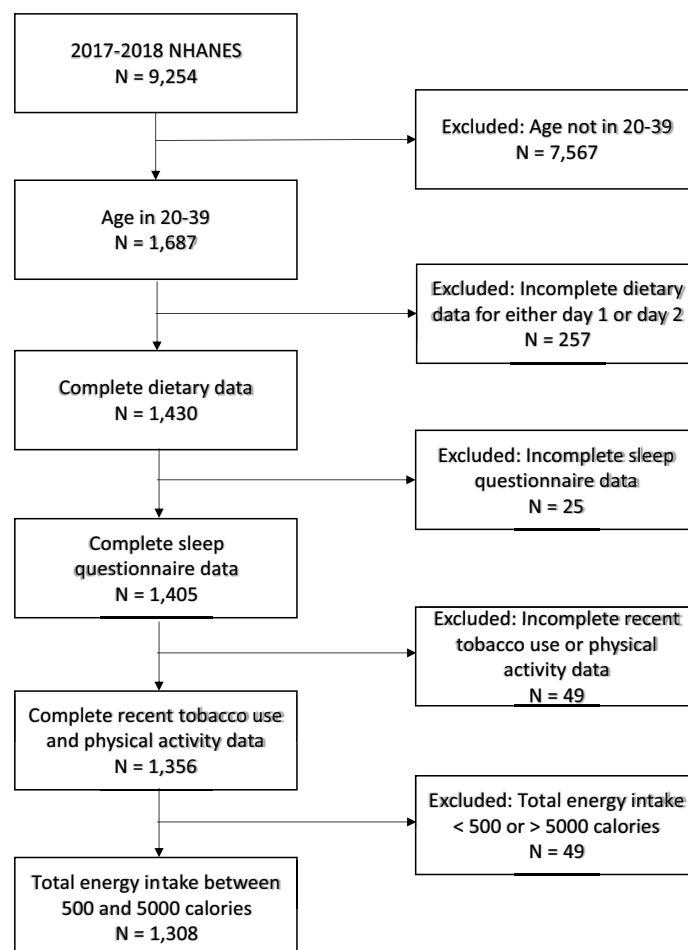 2017-2018 NHANES
N = 9,254
Excluded: Age not in 20-39
N = 7,567
Age in 20-39
N = 1,687
Excluded: Incomplete dietary
data for either day 1 or day 2
N = 257
Complete dietary data
N = 1,430
Excluded: Incomplete sleep
questionnaire data
N = 25
Complete sleep
questionnaire data
N = 1,405
Excluded: Incomplete recent
tobacco use or physical
activity data
N = 49
Complete recent tobacco use
and physical activity data
N = 1,356
Excluded: Total energy intake
< 500 or > 5000 calories
N = 49
Total energy intake between
500 and 5000 calories
N = 1,308